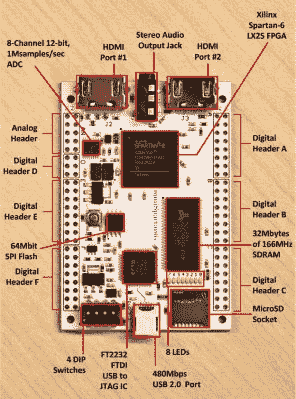 Stereo Audio
Output Jack
HDMI
Port #1
HDMI
Port #2
Xilinx
Spartan-6
LX25 FPGA
8-Channel 12-bit,
1Msamples/sec
ADC
Analog
Header
Digital
Header D
Digital
Header E
64Mbit
SPI Flash
Digital
Header F
Digital
Header A
Digital
Header B
32Mbytes
of 166MHz
SDRAM
Digital
Header C
MicroSD
Socket
4 DIP
Switches
FT2232
FTDI
USB to
JTAG IC
480Mbps
USB 2.0 Port
8 LEDs
J2